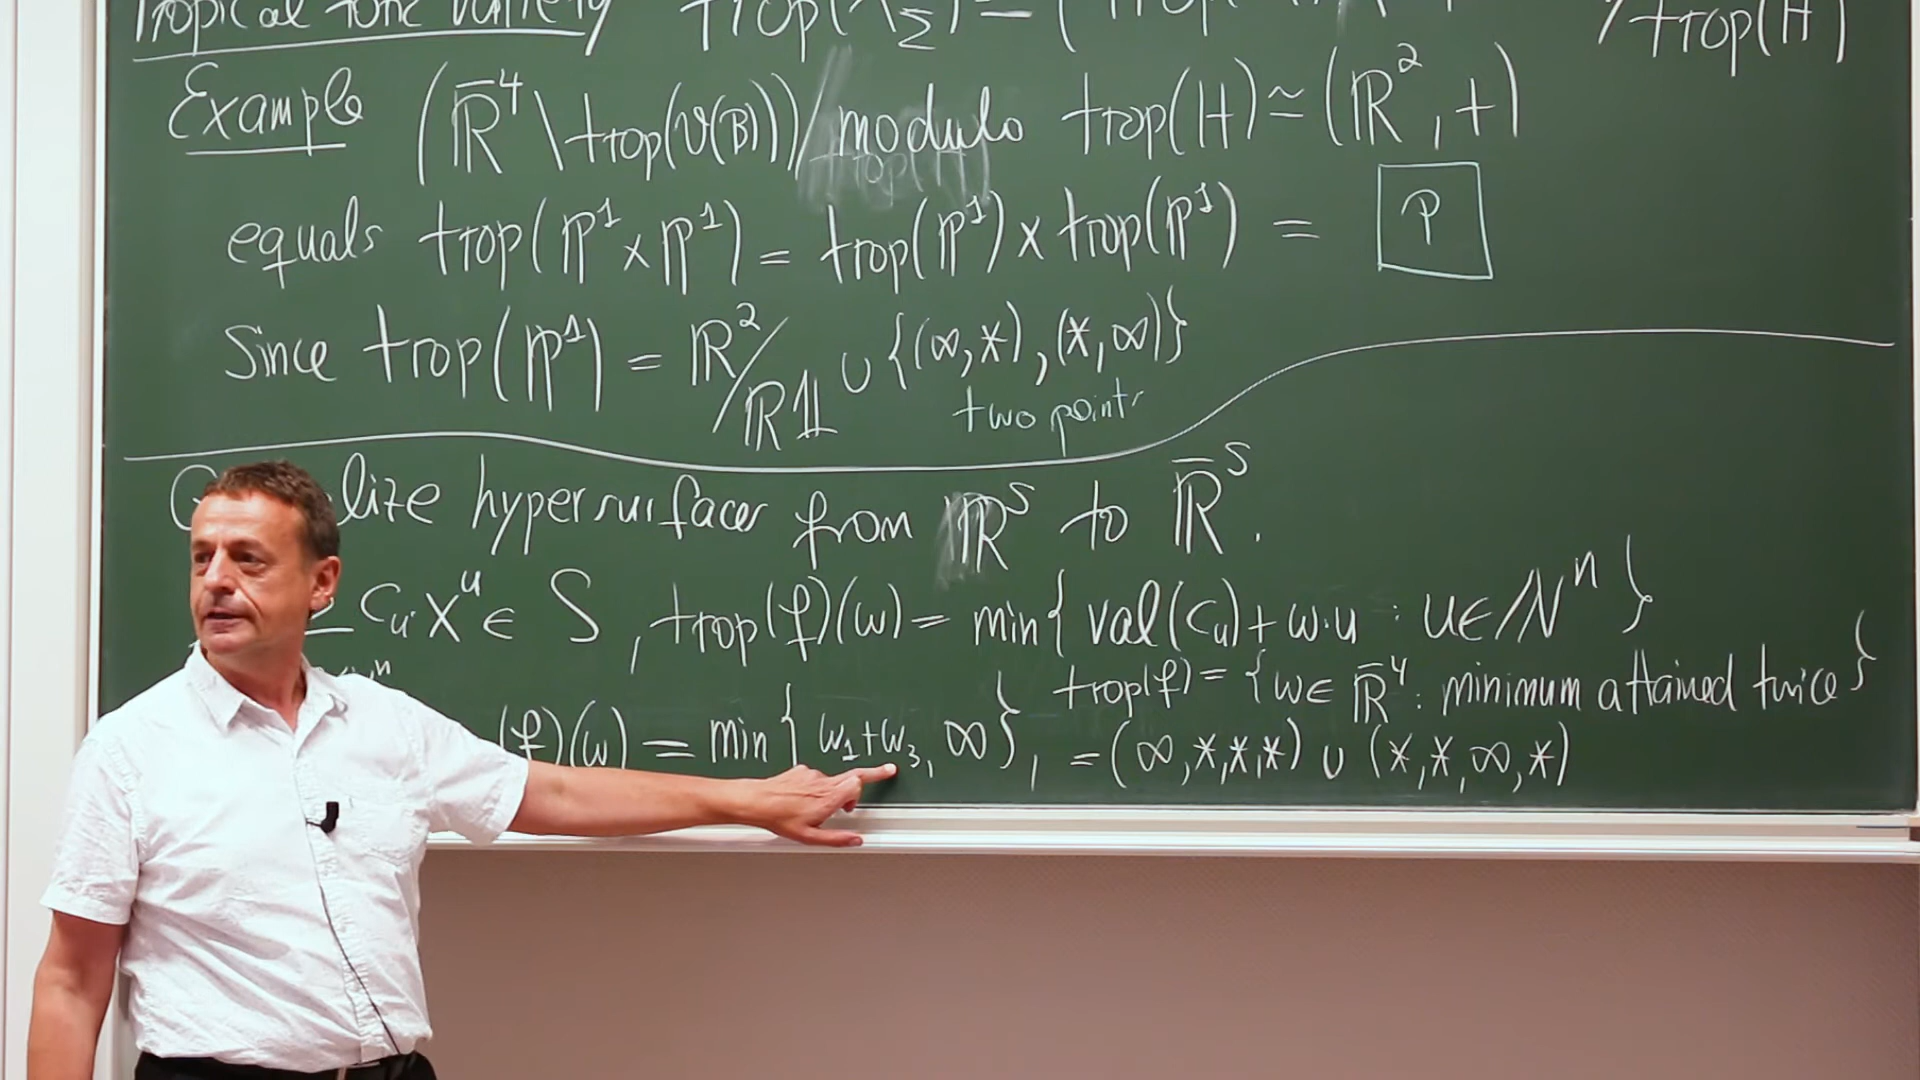 Tropical toric variety trop(X_Σ) = (trop(
/trop(H)
Example (R̄⁴ \ trop(V(B))) / modulo trop(H) ≃ (R², +)
equals trop(P¹ x P¹) = trop(P¹) x trop(P¹) = P
Since trop(P¹) = R²/R𝟙 ∪ {(∞,*), (*,∞)}
two points
lize hypersurfaces from Rˢ to R̄ˢ.
c_u x^u ∈ S, trop(f)(w) = min{ val(c_u) + w·u : u ∈ Nⁿ }
trop(f) = {w ∈ R̄⁴ : minimum attained twice}
(f)(w) = min{ w₁+w₃, ∞}, = (∞,*,*,*) ∪ (*,*,∞,*)